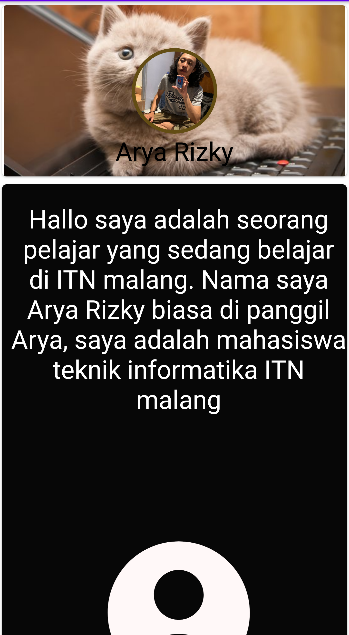 Arya Rizky
Hallo saya adalah seorang
pelajar yang sedang belajar
di ITN malang. Nama saya
Arya Rizky biasa di panggil
Arya, saya adalah mahasiswa
teknik informatika ITN
malang